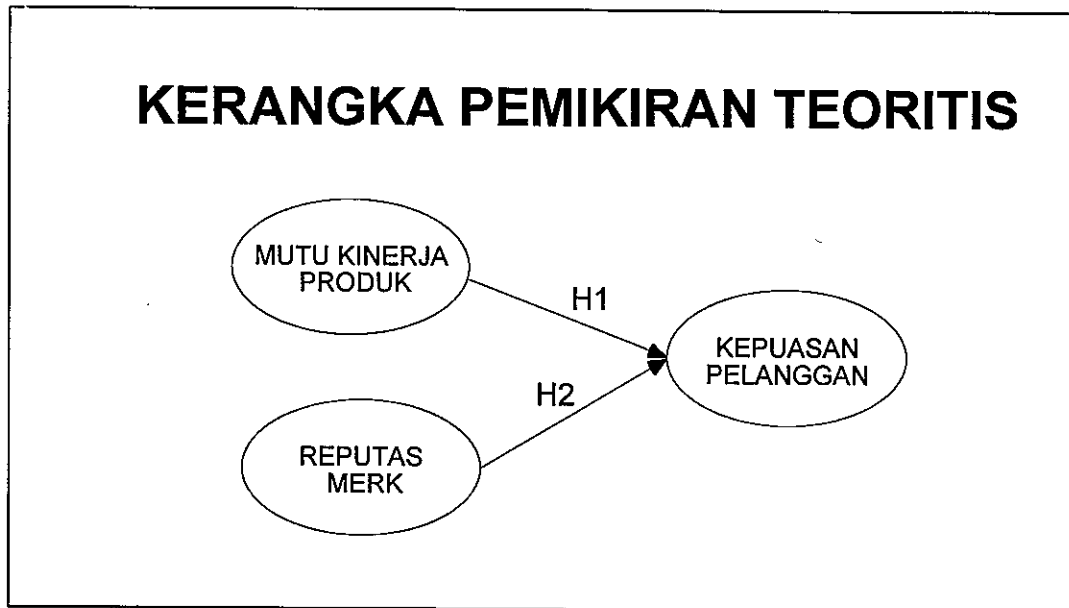 KERANGKA PEMIKIRAN TEORITIS
MUTU KINERJA
PRODUK
H1
KEPUASAN
PELANGGAN
H2
REPUTAS
MERK